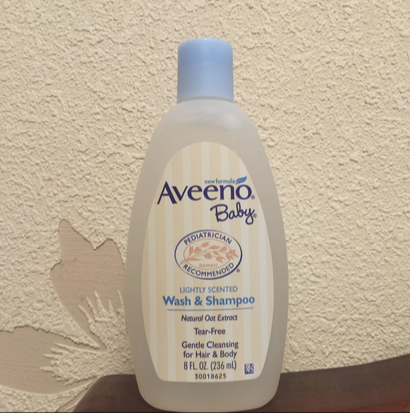 new formula
Aveeno®
Baby®
PEDIATRICIAN
RECOMMENDED®
LIGHTLY SCENTED
Wash & Shampoo
Natural Oat Extract
Tear-Free
Gentle Cleansing
for Hair & Body
8 FL. OZ. (236 mL)
30018625